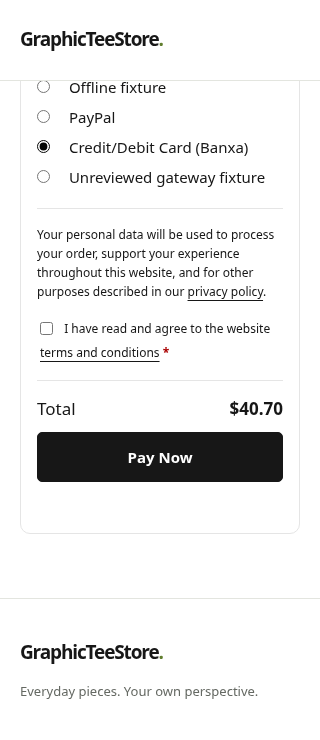 GraphicTeeStore.
Offline fixture
PayPal
Credit/Debit Card (Banxa)
Unreviewed gateway fixture
Your personal data will be used to process
your order, support your experience
throughout this website, and for other
purposes described in our privacy policy.
I have read and agree to the website
terms and conditions *
Total $40.70
Pay Now
GraphicTeeStore.
Everyday pieces. Your own perspective.